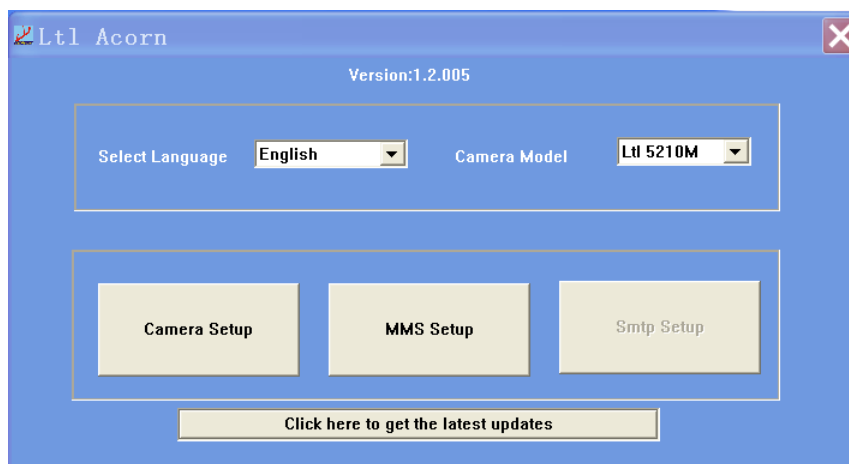 Ltl Acorn
Version:1.2.005
Select Language English Camera Model Ltl 5210M
Camera Setup MMS Setup Smtp Setup
Click here to get the latest updates